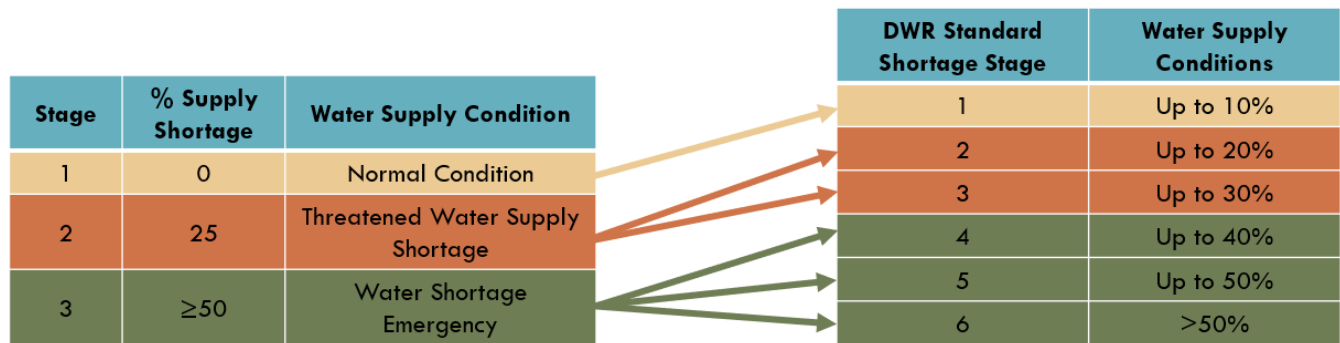 Stage
% Supply
Shortage
Water Supply Condition
1
0
Normal Condition
2
25
Threatened Water Supply
Shortage
3
≥50
Water Shortage
Emergency
DWR Standard
Shortage Stage
Water Supply
Conditions
1
Up to 10%
2
Up to 20%
3
Up to 30%
4
Up to 40%
5
Up to 50%
6
>50%